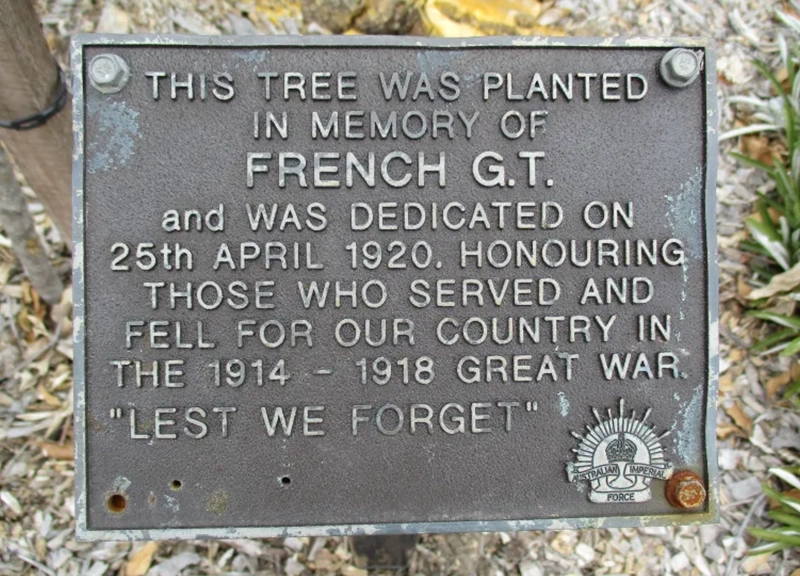 THIS TREE WAS PLANTED
IN MEMORY OF
FRENCH G.T.
and WAS DEDICATED ON
25th APRIL 1920. HONOURING
THOSE WHO SERVED AND
FELL FOR OUR COUNTRY IN
THE 1914 - 1918 GREAT WAR.
"LEST WE FORGET"
AUSTRALIAN IMPERIAL
FORCE